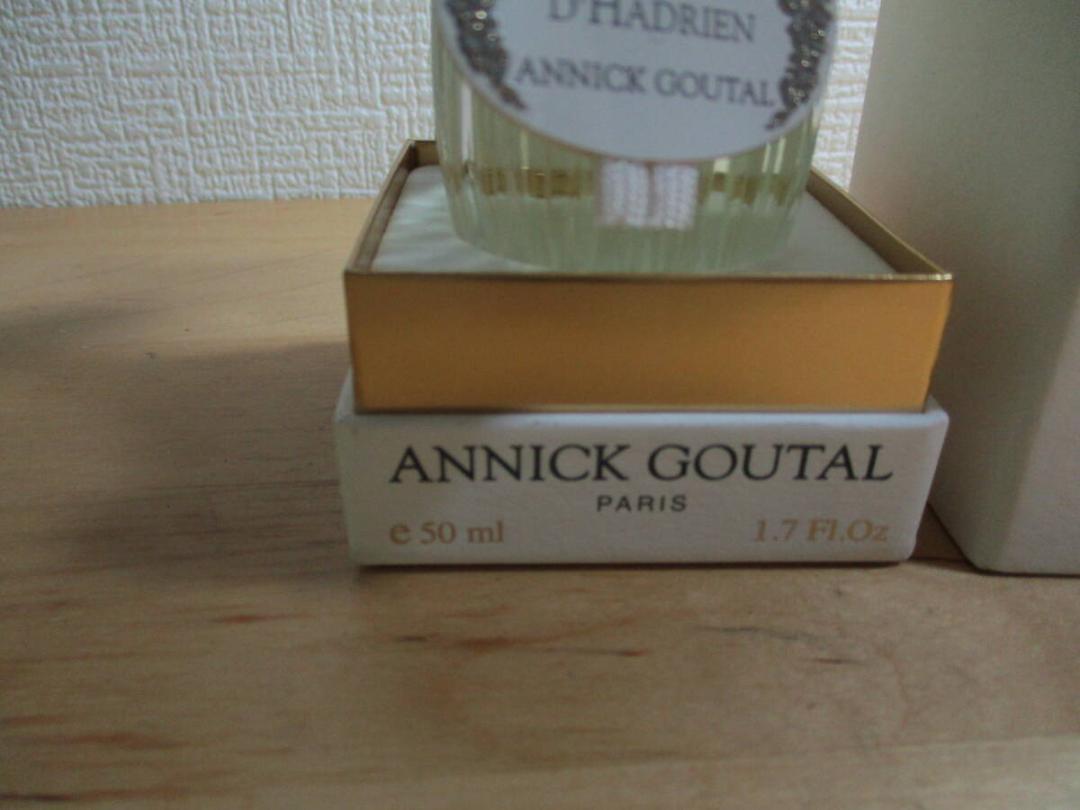 D'HADRIEN
ANNICK GOUTAL
ANNICK GOUTAL
PARIS
e 50 ml 1.7 Fl.Oz